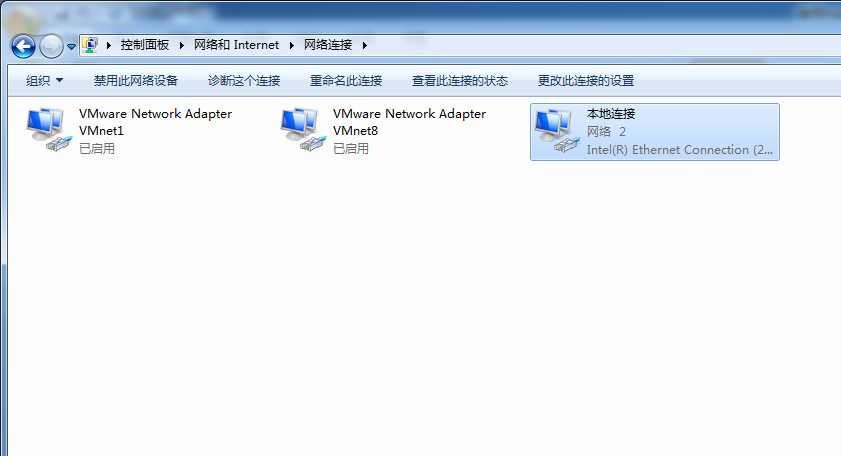 控制面板 网络和 Internet 网络连接
组织 禁用此网络设备 诊断这个连接 重命名此连接 查看此连接的状态 更改此连接的设置
VMware Network Adapter
VMnet1
已启用
VMware Network Adapter
VMnet8
已启用
本地连接
网络 2
Intel(R) Ethernet Connection (2...